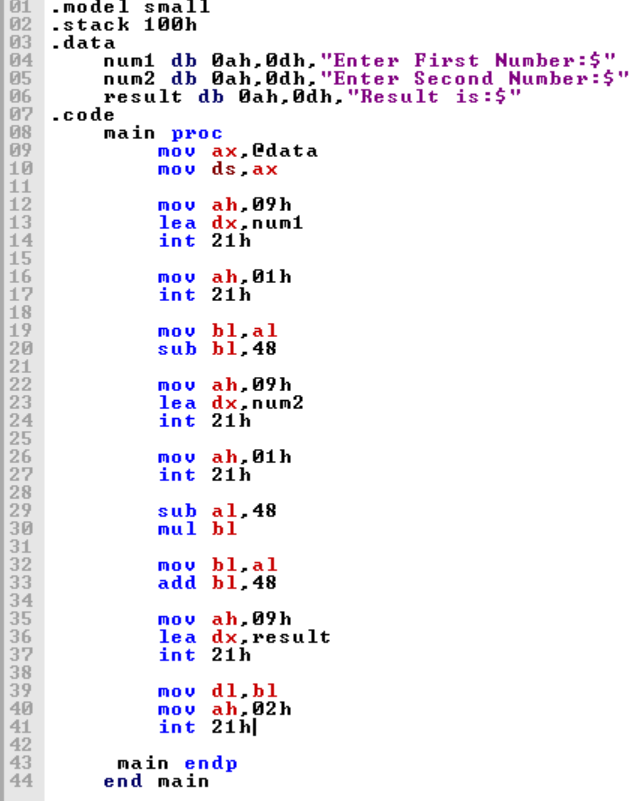 01 .model small
02 .stack 100h
03 .data
04 num1 db 0ah,0dh,"Enter First Number:$"
05 num2 db 0ah,0dh,"Enter Second Number:$"
06 result db 0ah,0dh,"Result is:$"
07 .code
08 main proc
09 mov ax,@data
10 mov ds,ax
11
12 mov ah,09h
13 lea dx,num1
14 int 21h
15
16 mov ah,01h
17 int 21h
18
19 mov bl,al
20 sub bl,48
21
22 mov ah,09h
23 lea dx,num2
24 int 21h
25
26 mov ah,01h
27 int 21h
28
29 sub al,48
30 mul bl
31
32 mov bl,al
33 add bl,48
34
35 mov ah,09h
36 lea dx,result
37 int 21h
38
39 mov dl,bl
40 mov ah,02h
41 int 21h
42
43 main endp
44 end main